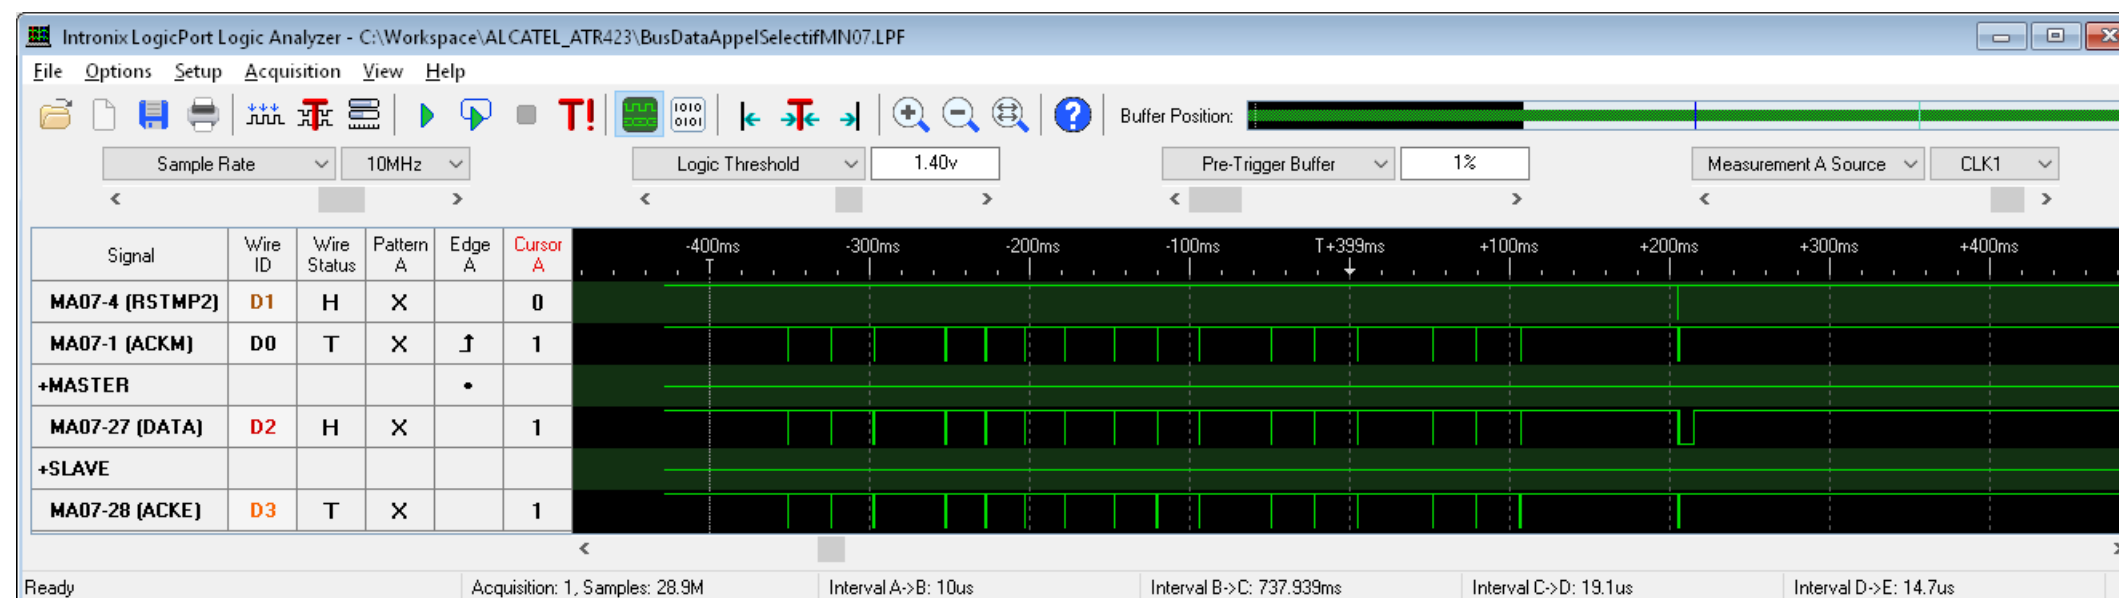 Intronix LogicPort Logic Analyzer - C:\Workspace\ALCATEL_ATR423\BusDataAppelSelectifMN07.LPF
File Options Setup Acquisition View Help
T! 1010 0101 ? Buffer Position:
Sample Rate 10MHz Logic Threshold 1.40v Pre-Trigger Buffer 1% Measurement A Source CLK1
Signal Wire ID Wire Status Pattern A Edge A Cursor A -400ms -300ms -200ms -100ms T+399ms +100ms +200ms +300ms +400ms
T
MA07-4 (RSTMP2) D1 H X 0
MA07-1 (ACKM) D0 T X 1
+MASTER
MA07-27 (DATA) D2 H X 1
+SLAVE
MA07-28 (ACKE) D3 T X 1
Ready Acquisition: 1, Samples: 28.9M Interval A->B: 10us Interval B->C: 737.939ms Interval C->D: 19.1us Interval D->E: 14.7us